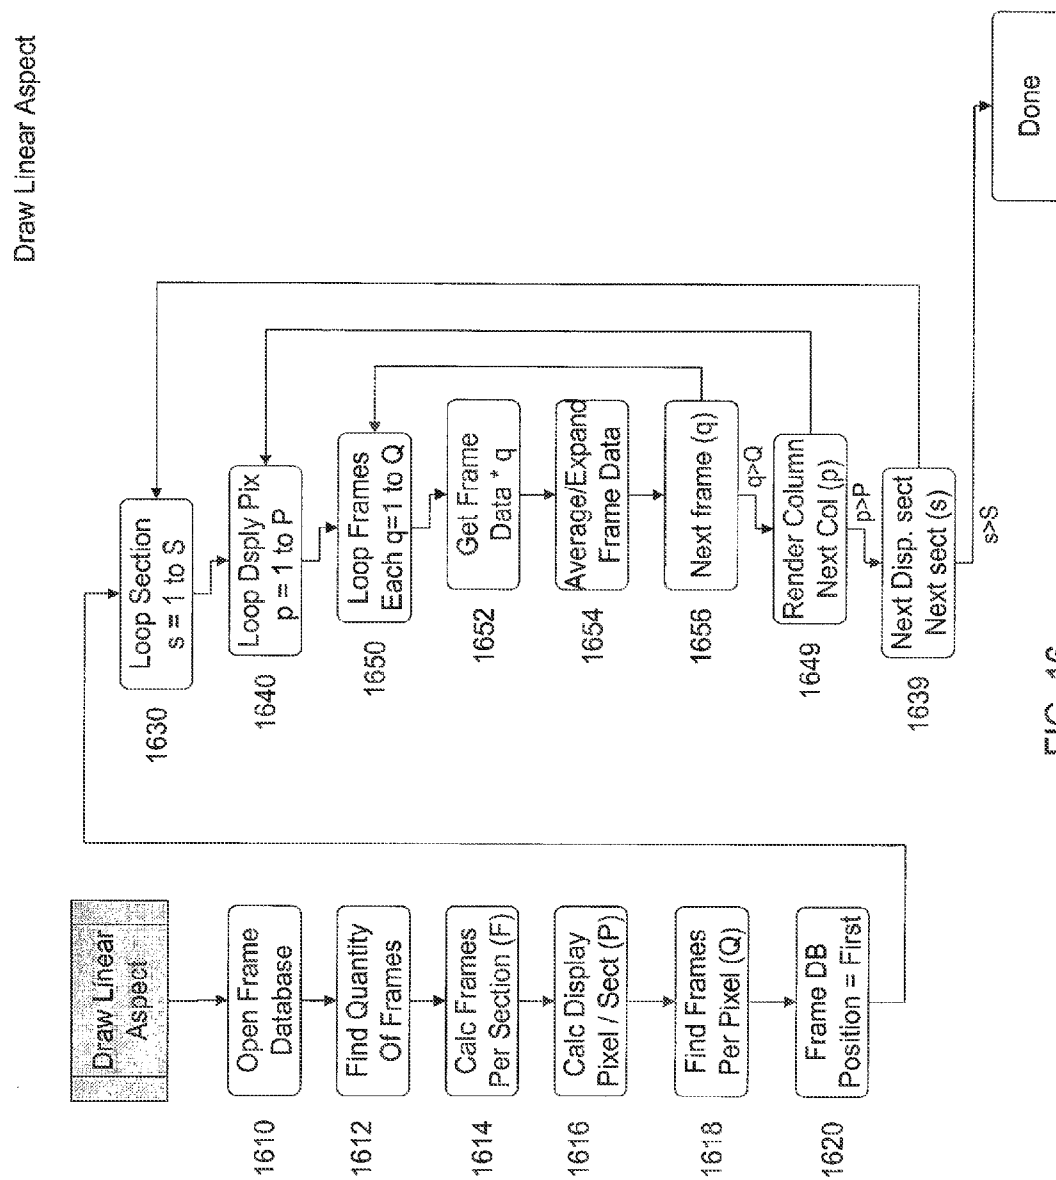 Draw Linear Aspect
Draw Linear
Aspect
1610
Open Frame
Database
1612
Find Quantity
Of Frames
1614
Calc Frames
Per Section (F)
1616
Calc Display
Pixel / Sect (P)
1618
Find Frames
Per Pixel (Q)
1620
Frame DB
Position = First
1630
Loop Section
s = 1 to S
1640
Loop Dsply Pix
p = 1 to P
1650
Loop Frames
Each q=1 to Q
1652
Get Frame
Data * q
1654
Average/Expand
Frame Data
1656
Next frame (q)
q>Q
1649
Render Column
Next Col (p)
p>P
1639
Next Disp. sect
Next sect (s)
s>S
Done